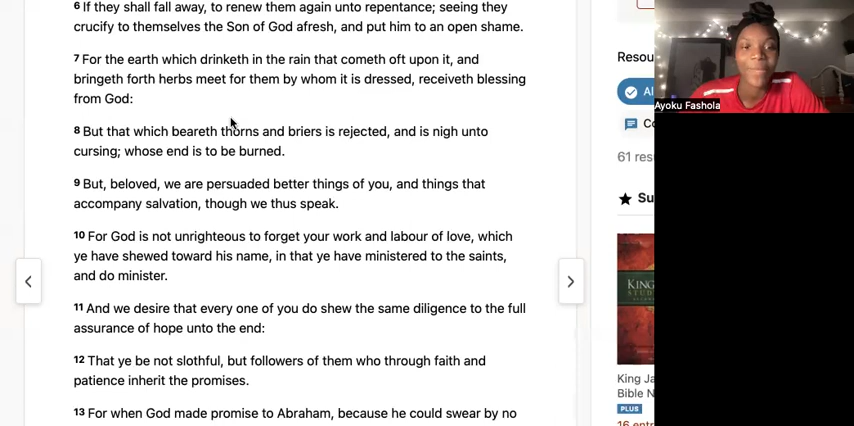 6 If they shall fall away, to renew them again unto repentance; seeing they
crucify to themselves the Son of God afresh, and put him to an open shame.
7 For the earth which drinketh in the rain that cometh oft upon it, and
bringeth forth herbs meet for them by whom it is dressed, receiveth blessing
from God:
8 But that which beareth thorns and briers is rejected, and is nigh unto
cursing; whose end is to be burned.
9 But, beloved, we are persuaded better things of you, and things that
accompany salvation, though we thus speak.
10 For God is not unrighteous to forget your work and labour of love, which
ye have shewed toward his name, in that ye have ministered to the saints,
and do minister.
11 And we desire that every one of you do shew the same diligence to the full
assurance of hope unto the end:
12 That ye be not slothful, but followers of them who through faith and
patience inherit the promises.
13 For when God made promise to Abraham, because he could swear by no
Resou
Al
Co
61 res
Su
KING
STUD
King Ja
Bible N
PLUS
16 entr
Ayoku Fashola